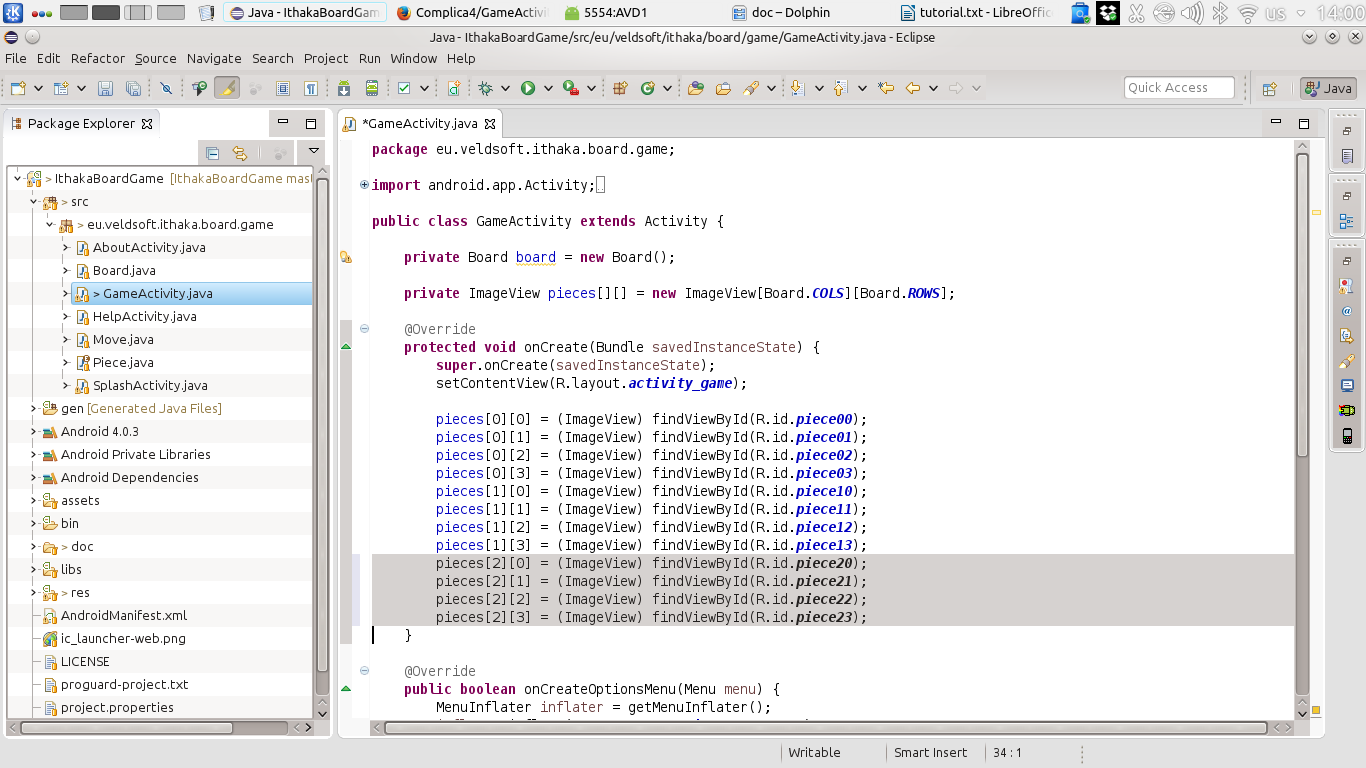 Java - IthakaBoardGam
Complica4/GameActivi
5554:AVD1
doc – Dolphin
tutorial.txt - LibreOffic
us
14:00
Java - IthakaBoardGame/src/eu/veldsoft/ithaka/board/game/GameActivity.java - Eclipse
File Edit Refactor Source Navigate Search Project Run Window Help
Quick Access
Java
Package Explorer
*GameActivity.java
> IthakaBoardGame [IthakaBoardGame mast
> src
> eu.veldsoft.ithaka.board.game
AboutActivity.java
Board.java
> GameActivity.java
HelpActivity.java
Move.java
Piece.java
SplashActivity.java
gen [Generated Java Files]
Android 4.0.3
Android Private Libraries
Android Dependencies
assets
bin
> doc
libs
> res
AndroidManifest.xml
ic_launcher-web.png
LICENSE
proguard-project.txt
project.properties
package eu.veldsoft.ithaka.board.game;
import android.app.Activity;
public class GameActivity extends Activity {
private Board board = new Board();
private ImageView pieces[][] = new ImageView[Board.COLS][Board.ROWS];
@Override
protected void onCreate(Bundle savedInstanceState) {
super.onCreate(savedInstanceState);
setContentView(R.layout.activity_game);
pieces[0][0] = (ImageView) findViewById(R.id.piece00);
pieces[0][1] = (ImageView) findViewById(R.id.piece01);
pieces[0][2] = (ImageView) findViewById(R.id.piece02);
pieces[0][3] = (ImageView) findViewById(R.id.piece03);
pieces[1][0] = (ImageView) findViewById(R.id.piece10);
pieces[1][1] = (ImageView) findViewById(R.id.piece11);
pieces[1][2] = (ImageView) findViewById(R.id.piece12);
pieces[1][3] = (ImageView) findViewById(R.id.piece13);
pieces[2][0] = (ImageView) findViewById(R.id.piece20);
pieces[2][1] = (ImageView) findViewById(R.id.piece21);
pieces[2][2] = (ImageView) findViewById(R.id.piece22);
pieces[2][3] = (ImageView) findViewById(R.id.piece23);
}
@Override
public boolean onCreateOptionsMenu(Menu menu) {
MenuInflater inflater = getMenuInflater();
Writable
Smart Insert
34 : 1